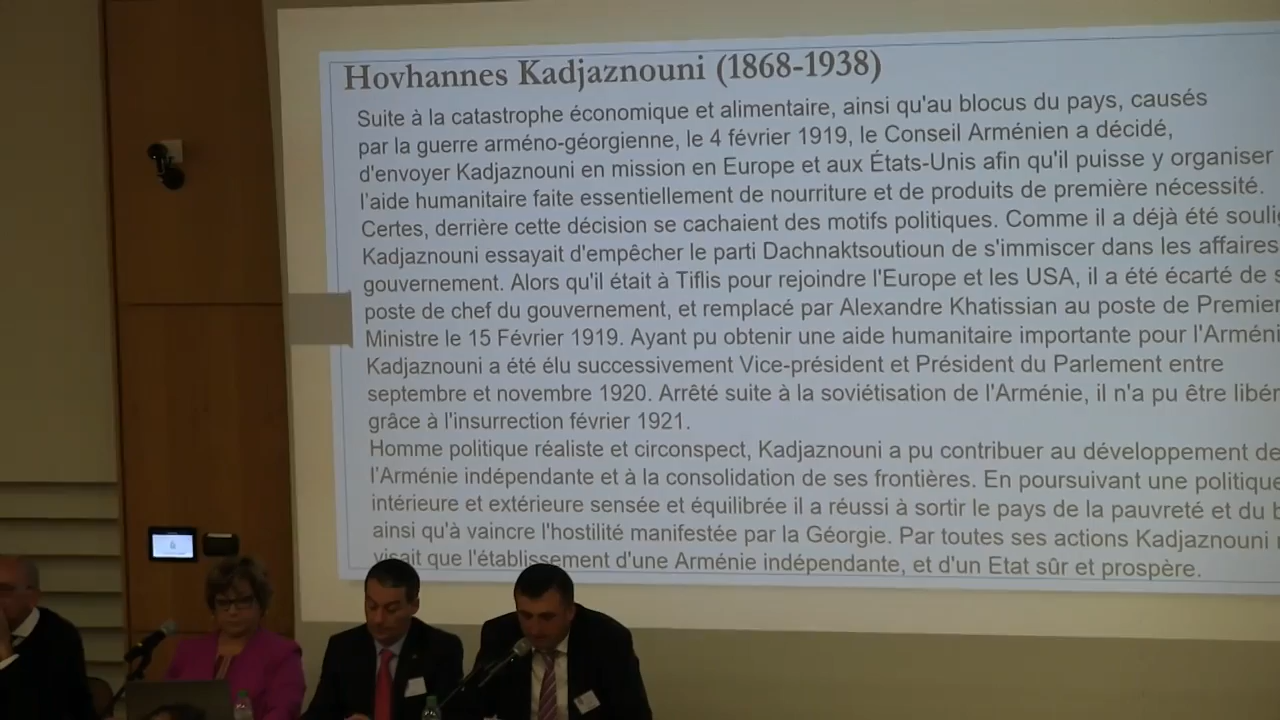 Hovhannes Kadjaznouni (1868-1938)
Suite à la catastrophe économique et alimentaire, ainsi qu'au blocus du pays, causés
par la guerre arméno-géorgienne, le 4 février 1919, le Conseil Arménien a décidé,
d'envoyer Kadjaznouni en mission en Europe et aux États-Unis afin qu'il puisse y organiser
l'aide humanitaire faite essentiellement de nourriture et de produits de première nécessité.
Certes, derrière cette décision se cachaient des motifs politiques. Comme il a déjà été
Kadjaznouni essayait d'empêcher le parti Dachnaktsoutioun de s'immiscer dans les affaires
gouvernement. Alors qu'il était à Tiflis pour rejoindre l'Europe et les USA, il a été écarté de
poste de chef du gouvernement, et remplacé par Alexandre Khatissian au poste de Premier
Ministre le 15 Février 1919. Ayant pu obtenir une aide humanitaire importante pour
Kadjaznouni a été élu successivement Vice-président et Président du Parlement entre
septembre et novembre 1920. Arrêté suite à la soviétisation de l'Arménie, il n'a pu être
grâce à l'insurrection février 1921.
Homme politique réaliste et circonspect, Kadjaznouni a pu contribuer au développement de
l'Arménie indépendante et à la consolidation de ses frontières. En poursuivant une politique
intérieure et extérieure sensée et équilibrée il a réussi à sortir le pays de la pauvreté et du
ainsi qu'à vaincre l'hostilité manifestée par la Géorgie. Par toutes ses actions Kadjaznouni
visait que l'établissement d'une Arménie indépendante, et d'un Etat sûr et prospère.